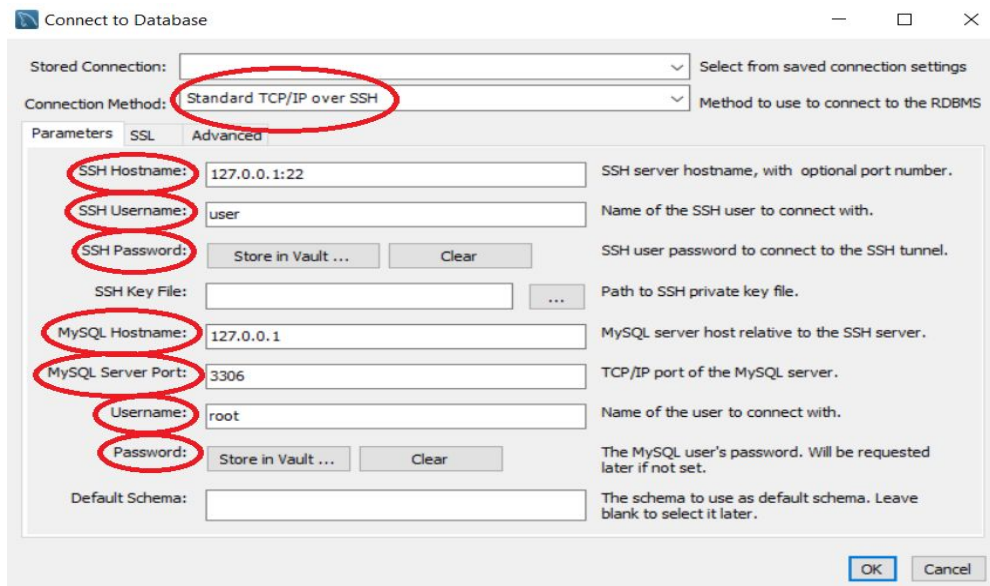 Connect to Database
Stored Connection: Select from saved connection settings
Connection Method: Standard TCP/IP over SSH Method to use to connect to the RDBMS
Parameters SSL Advanced
SSH Hostname: 127.0.0.1:22 SSH server hostname, with optional port number.
SSH Username: user Name of the SSH user to connect with.
SSH Password: Store in Vault ... Clear SSH user password to connect to the SSH tunnel.
SSH Key File: ... Path to SSH private key file.
MySQL Hostname: 127.0.0.1 MySQL server host relative to the SSH server.
MySQL Server Port: 3306 TCP/IP port of the MySQL server.
Username: root Name of the user to connect with.
Password: Store in Vault ... Clear The MySQL user's password. Will be requested
later if not set.
Default Schema: The schema to use as default schema. Leave
blank to select it later.
OK Cancel